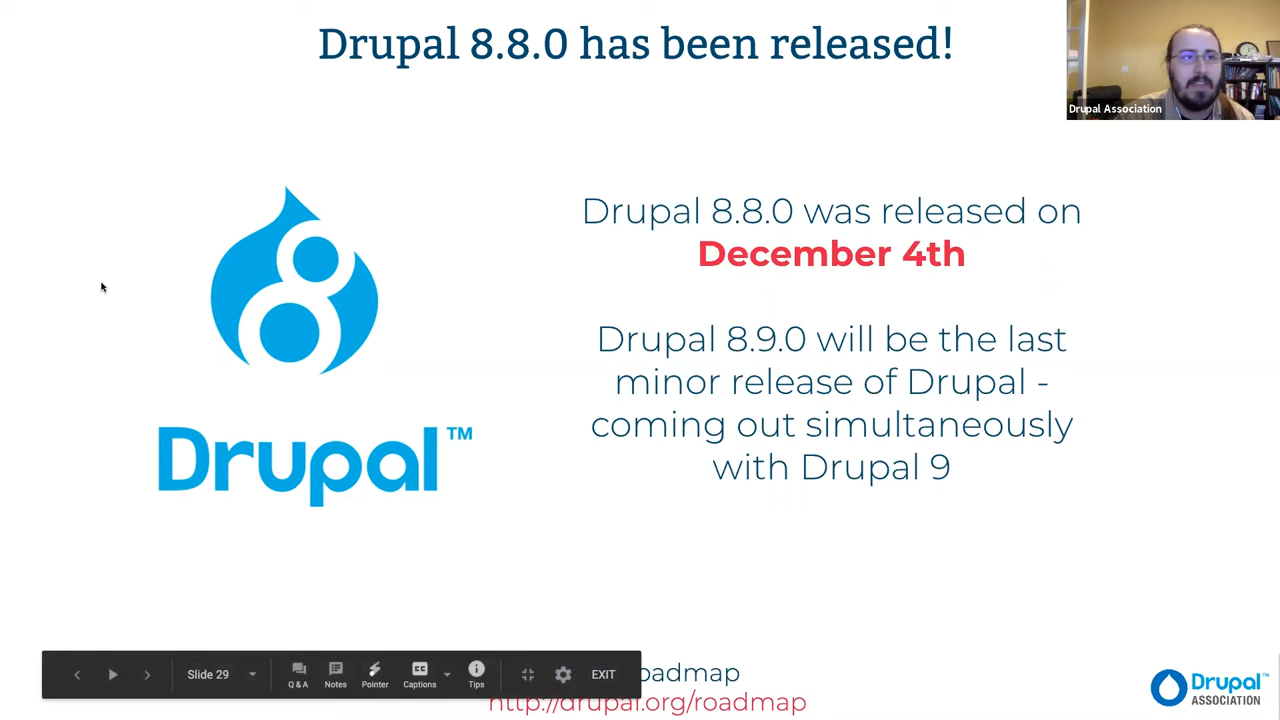 Drupal 8.8.0 has been released!
Drupal Association
Drupal 8.8.0 was released on
December 4th
Drupal 8.9.0 will be the last
minor release of Drupal -
coming out simultaneously
with Drupal 9
Drupal™
Slide 29
Q & A
Notes
Pointer
Captions
Tips
EXIT
oadmap
http://drupal.org/roadmap
Drupal™
ASSOCIATION